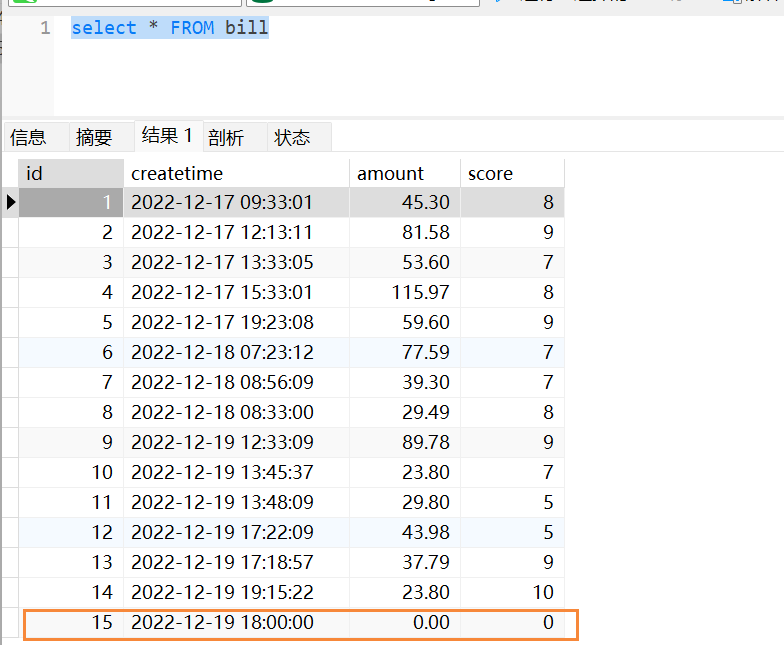 1 select * FROM bill
信息 摘要 结果 1 剖析 状态
id createtime amount score
1 2022-12-17 09:33:01 45.30 8
2 2022-12-17 12:13:11 81.58 9
3 2022-12-17 13:33:05 53.60 7
4 2022-12-17 15:33:01 115.97 8
5 2022-12-17 19:23:08 59.60 9
6 2022-12-18 07:23:12 77.59 7
7 2022-12-18 08:56:09 39.30 7
8 2022-12-18 08:33:00 29.49 8
9 2022-12-19 12:33:09 89.78 9
10 2022-12-19 13:45:37 23.80 7
11 2022-12-19 13:48:09 29.80 5
12 2022-12-19 17:22:09 43.98 5
13 2022-12-19 17:18:57 37.79 9
14 2022-12-19 19:15:22 23.80 10
15 2022-12-19 18:00:00 0.00 0